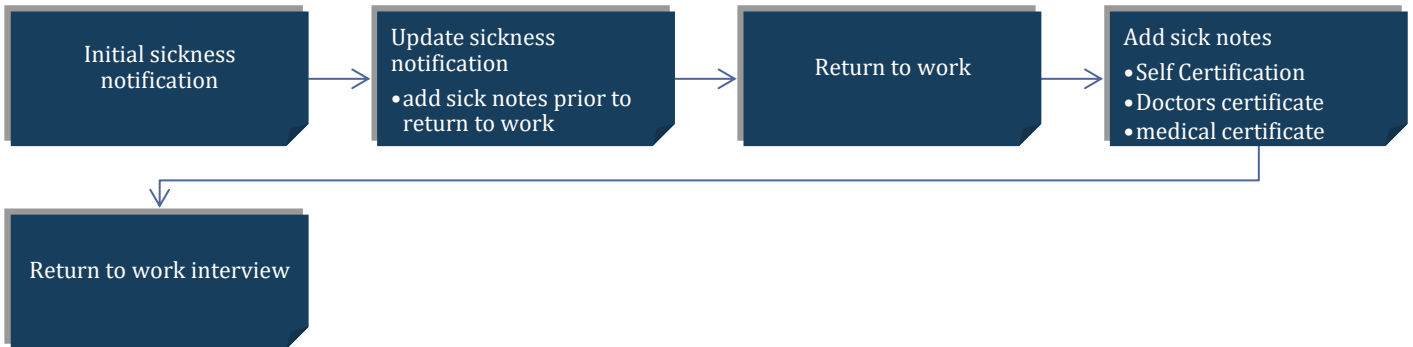 Initial sickness
notification
Update sickness
notification
•add sick notes prior to
return to work
Return to work
Add sick notes
•Self Certification
•Doctors certificate
•medical certificate
Return to work interview